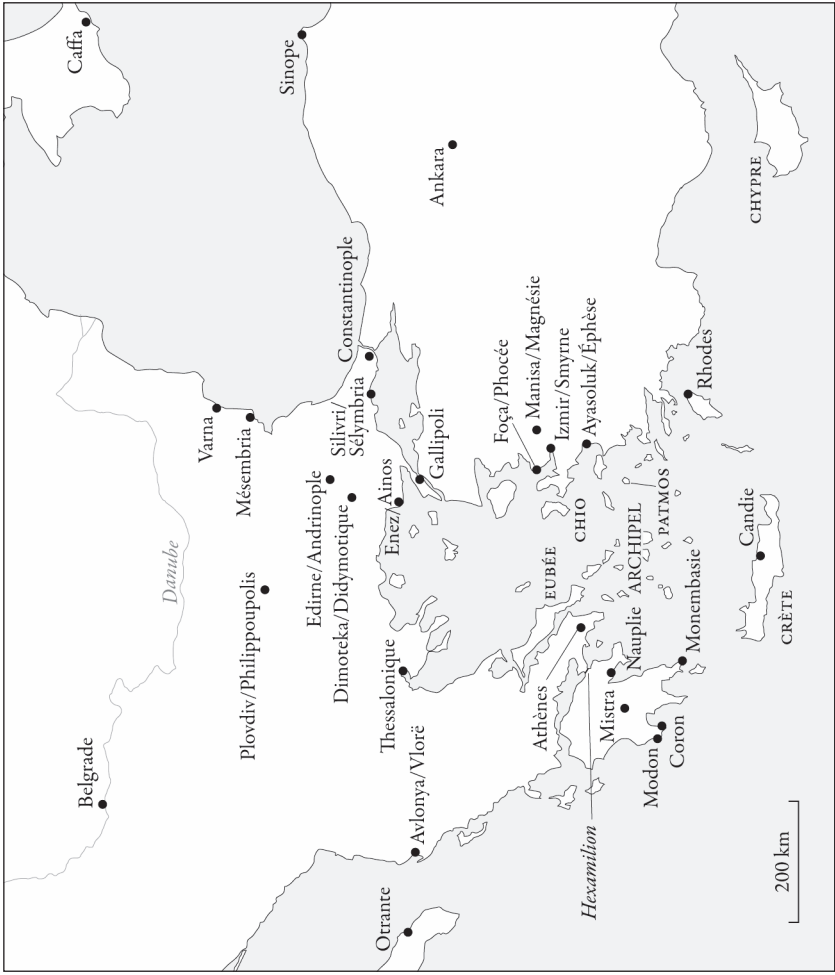 Caffa
Sinope
Belgrade
Danube
Varna
Mésembria
Constantinople
Ankara
Plovdiv/Philippoupolis
Edirne/Andrinople
Dimoteka/Didymotique
Silivri/
Sélymbria
Enez/Ainos
Gallipoli
Thessalonique
Avlonya/Vlorë
Otrante
Foça/Phocée
Manisa/Magnésie
Izmir/Smyrne
Ayasoluk/Éphèse
EUBÉE
CHIO
ARCHIPEL
PATMOS
Rhodes
CHYPRE
Athènes
Nauplie
Mistra
Monembasie
Modon
Coron
Hexamilion
Candie
CRÈTE
200 km